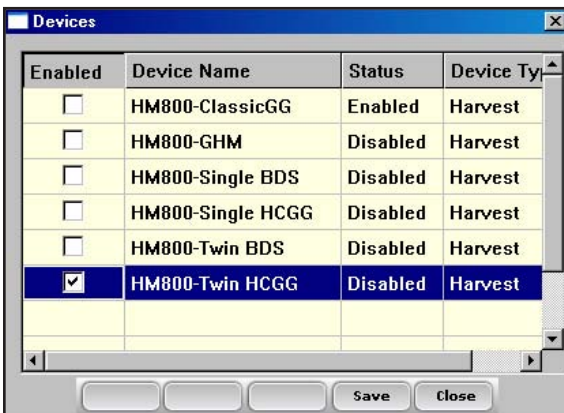 Devices
Enabled Device Name Status Device Ty
HM800-ClassicGG Enabled Harvest
HM800-GHM Disabled Harvest
HM800-Single BDS Disabled Harvest
HM800-Single HCGG Disabled Harvest
HM800-Twin BDS Disabled Harvest
HM800-Twin HCGG Disabled Harvest
Save Close